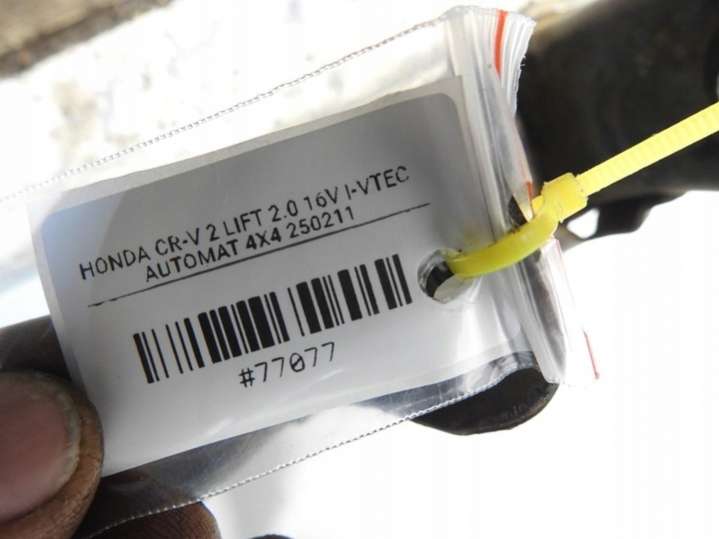 HONDA CR-V 2 LIFT 2.0 16V I-VTEC
AUTOMAT 4X4 250211
#77077